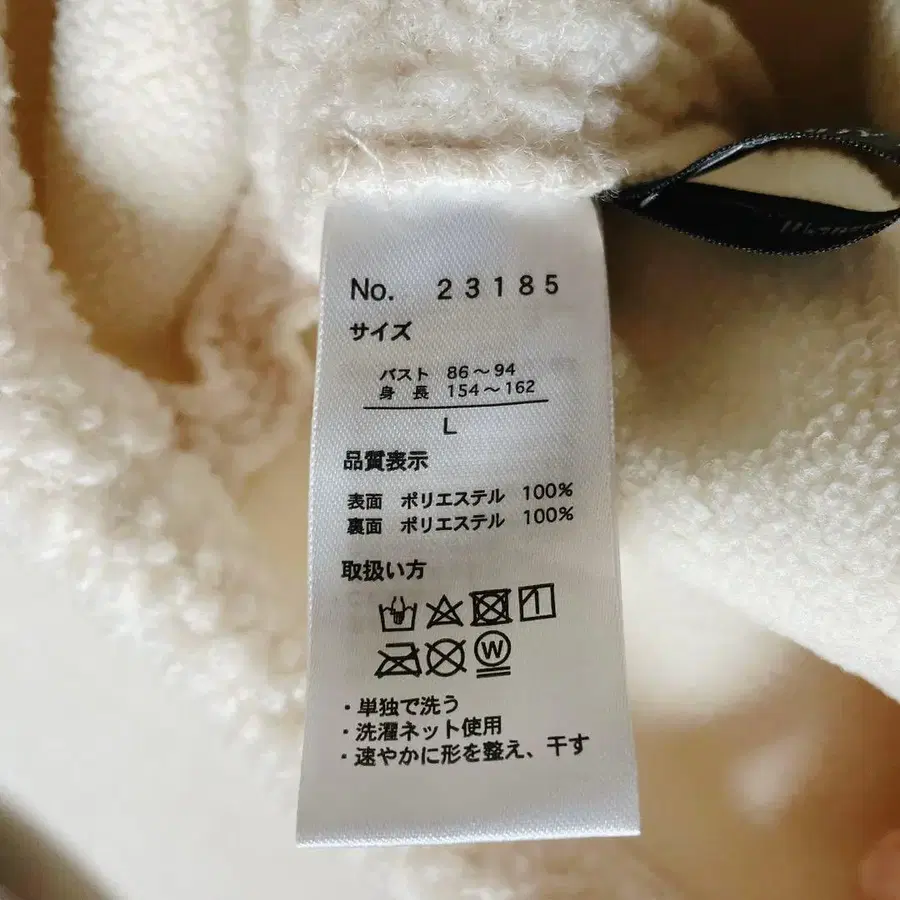 No. 23185
サイズ
バスト 86～94
身 長 154～162
L
品質表示
表面 ポリエステル 100%
裏面 ポリエステル 100%
取扱い方
W
・単独で洗う
・洗濯ネット使用
・速やかに形を整え、干す